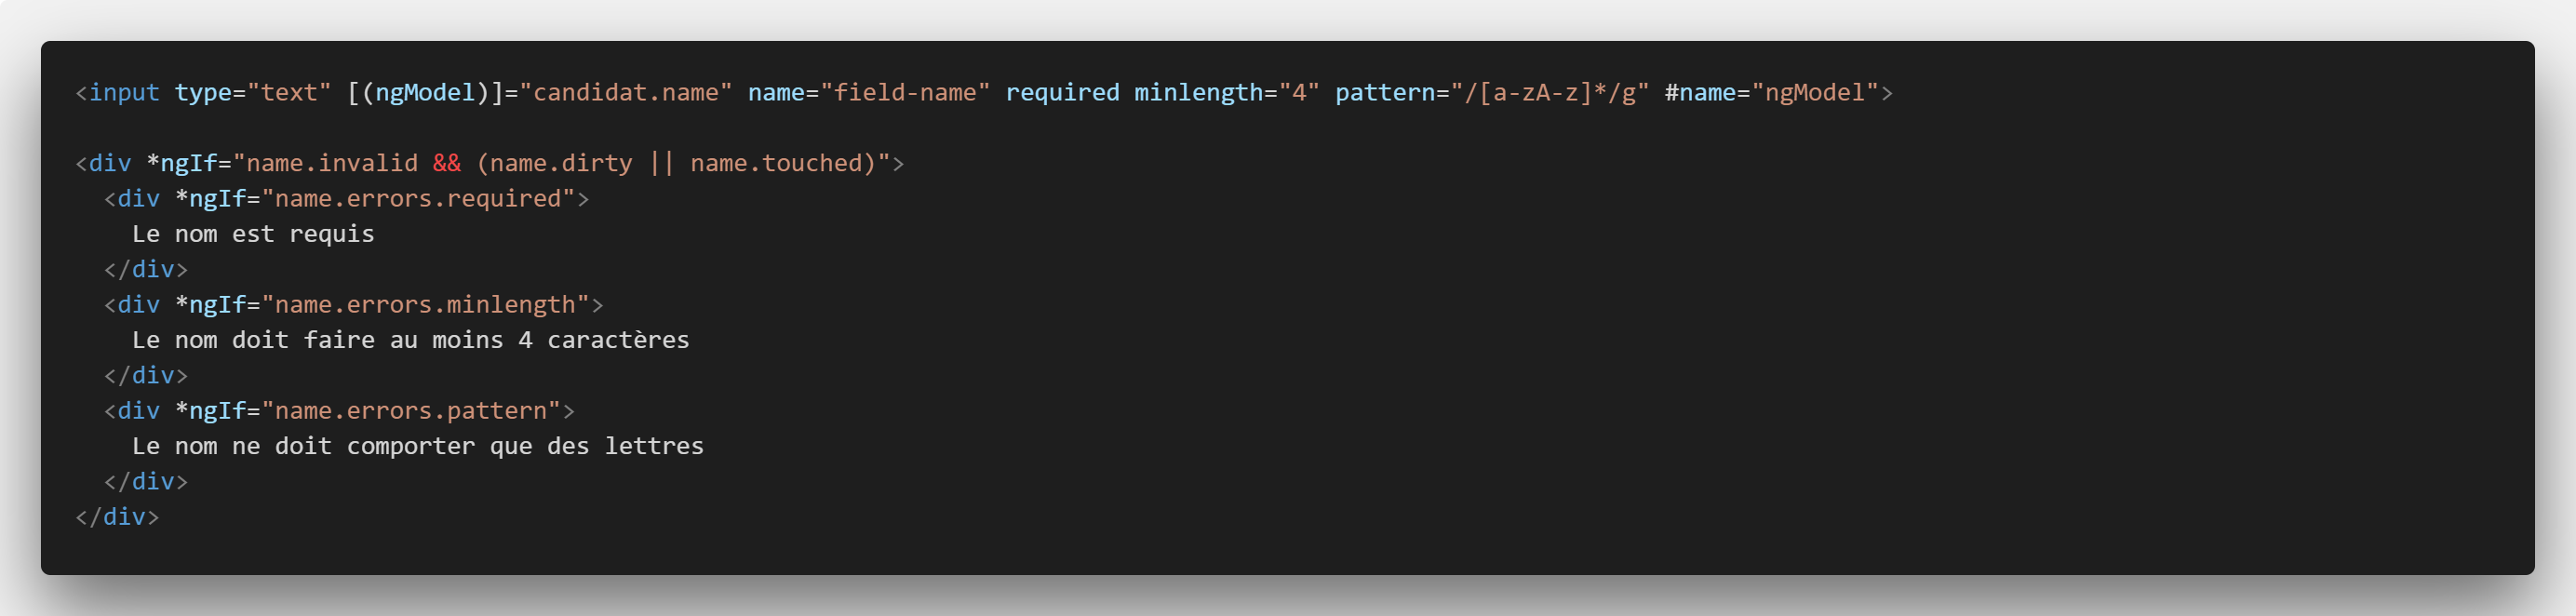 <input type="text" [(ngModel)]="candidat.name" name="field-name" required minlength="4" pattern="/[a-zA-z]*/g" #name="ngModel">
<div *ngIf="name.invalid && (name.dirty || name.touched)">
<div *ngIf="name.errors.required">
Le nom est requis
</div>
<div *ngIf="name.errors.minlength">
Le nom doit faire au moins 4 caractères
</div>
<div *ngIf="name.errors.pattern">
Le nom ne doit comporter que des lettres
</div>
</div>